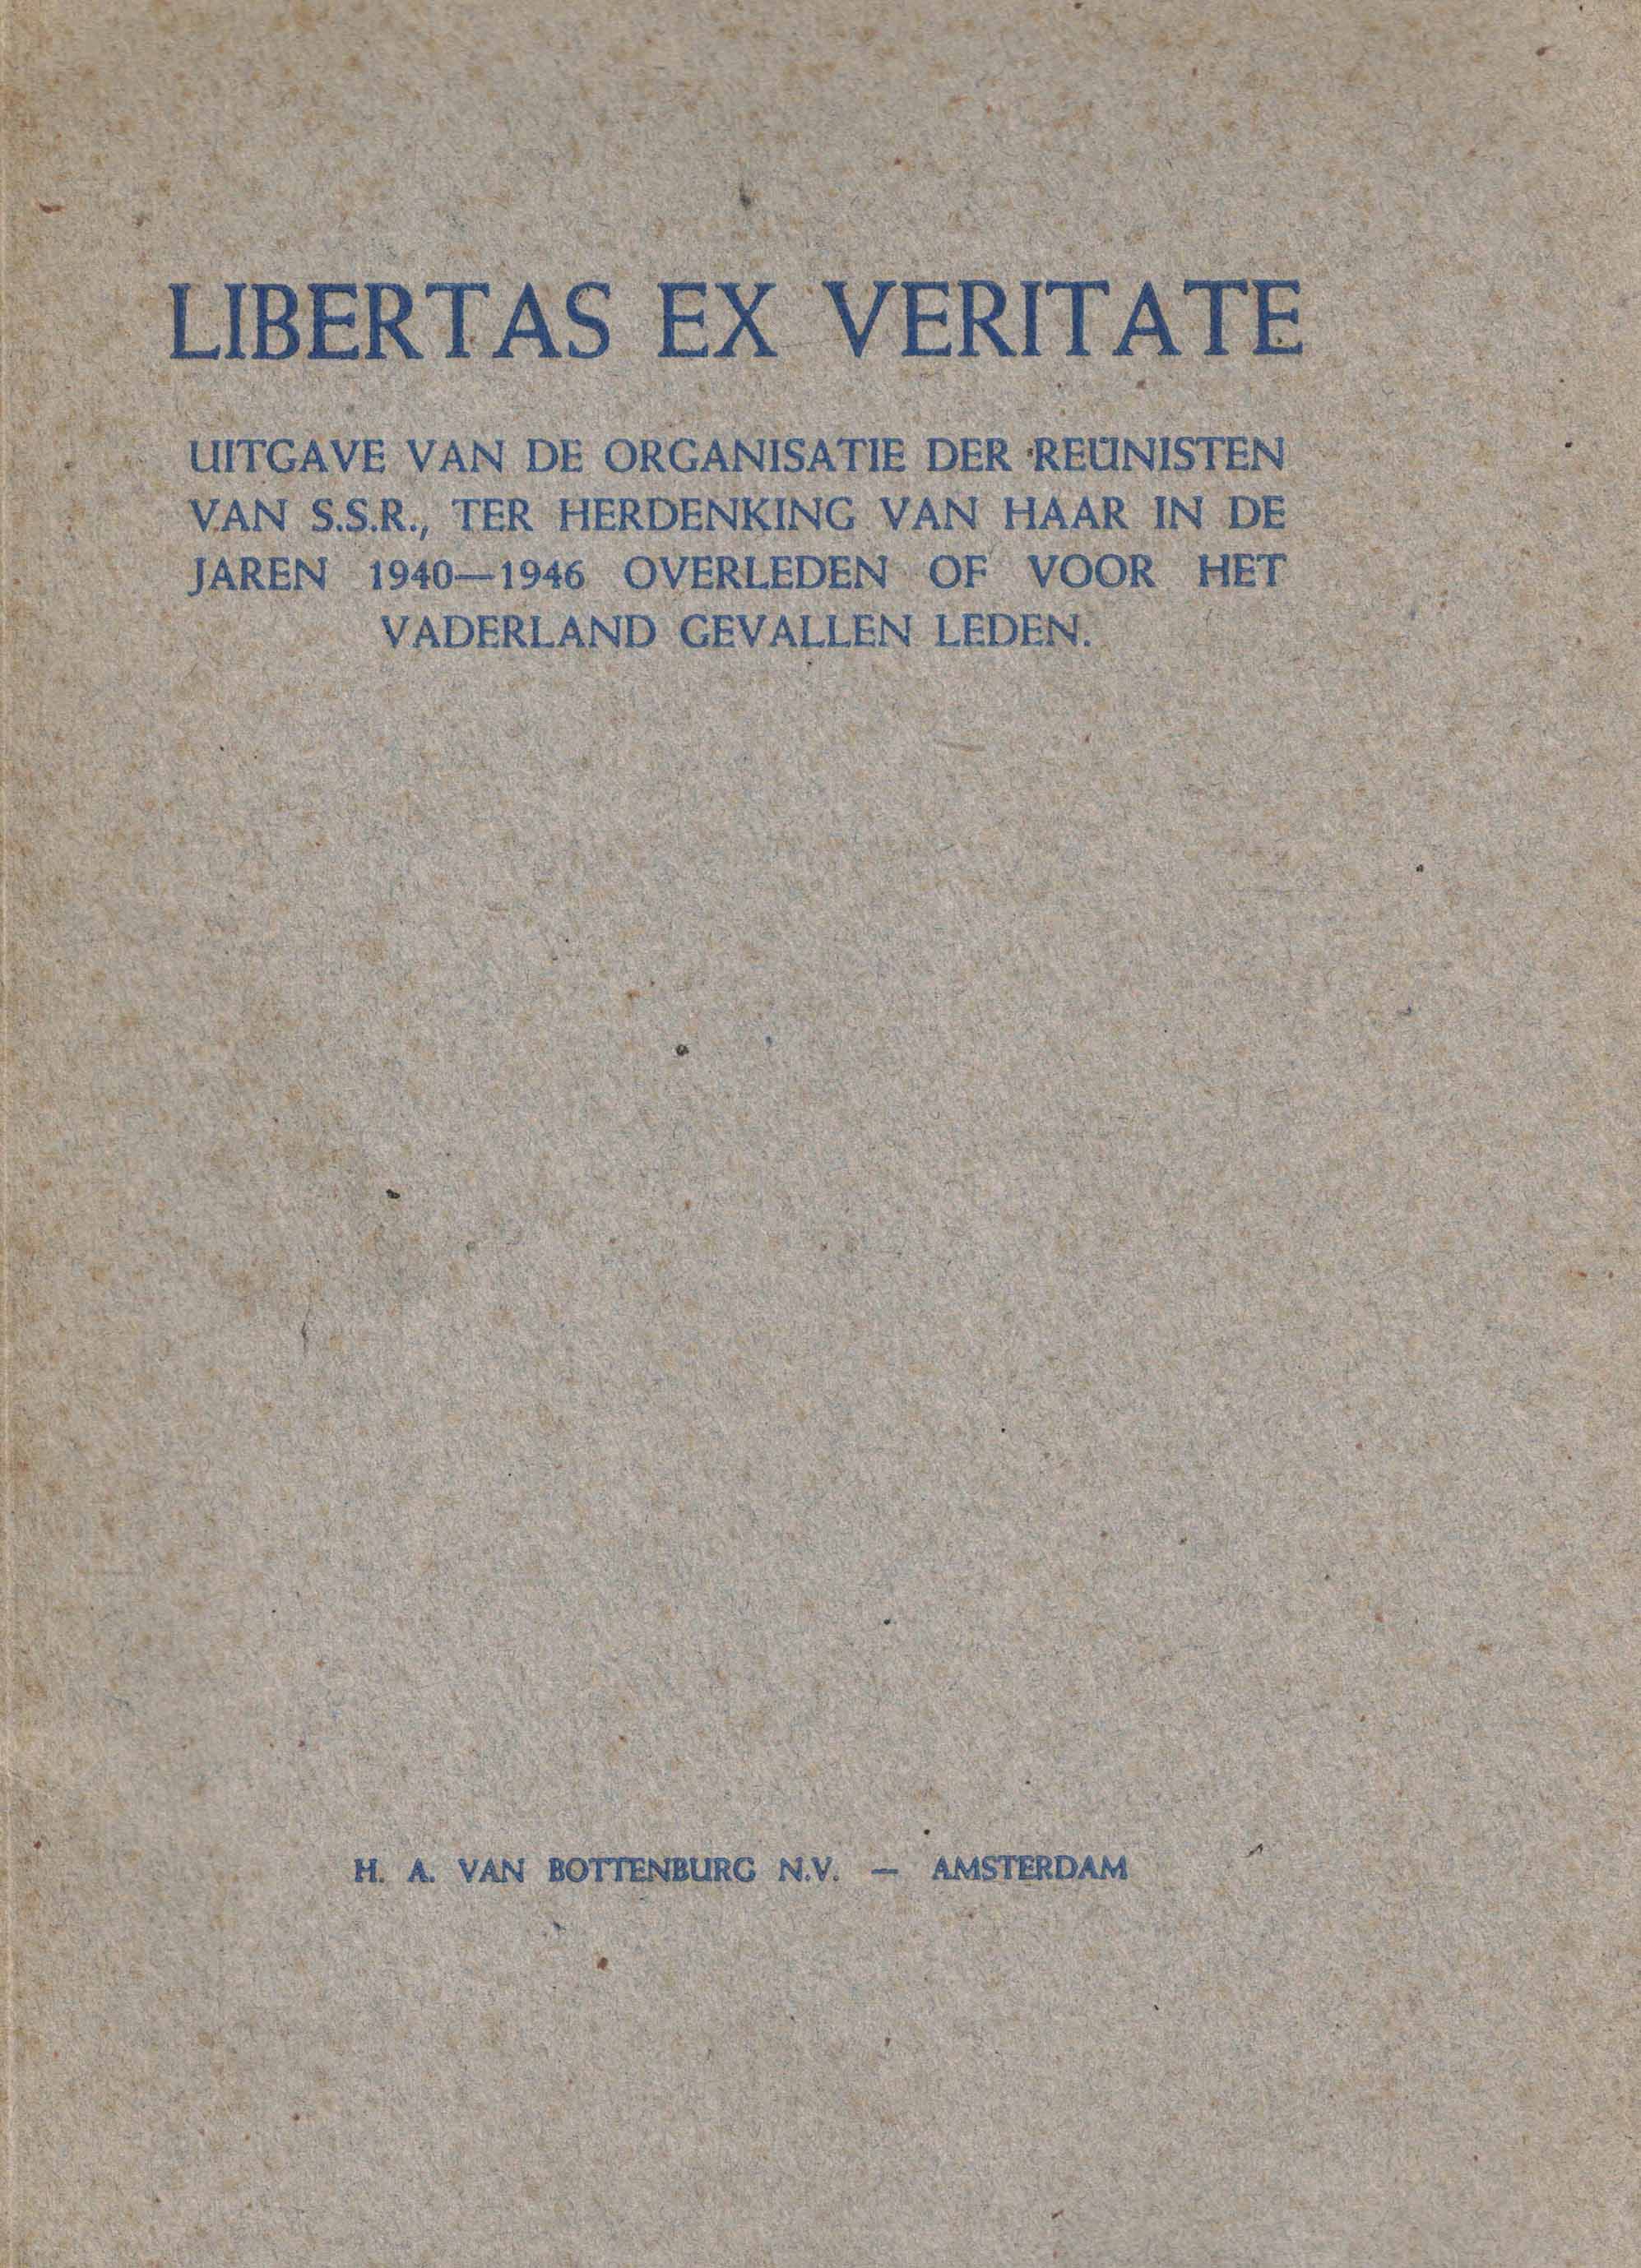 LIBERTAS EX VERITATE
UITGAVE VAN DE ORGANISATIE DER REÜNISTEN
VAN S.S.R., TER HERDENKING VAN HAAR IN DE
JAREN 1940—1946 OVERLEDEN OF VOOR HET
VADERLAND GEVALLEN LEDEN.
H. A. VAN BOTTENBURG N.V. — AMSTERDAM